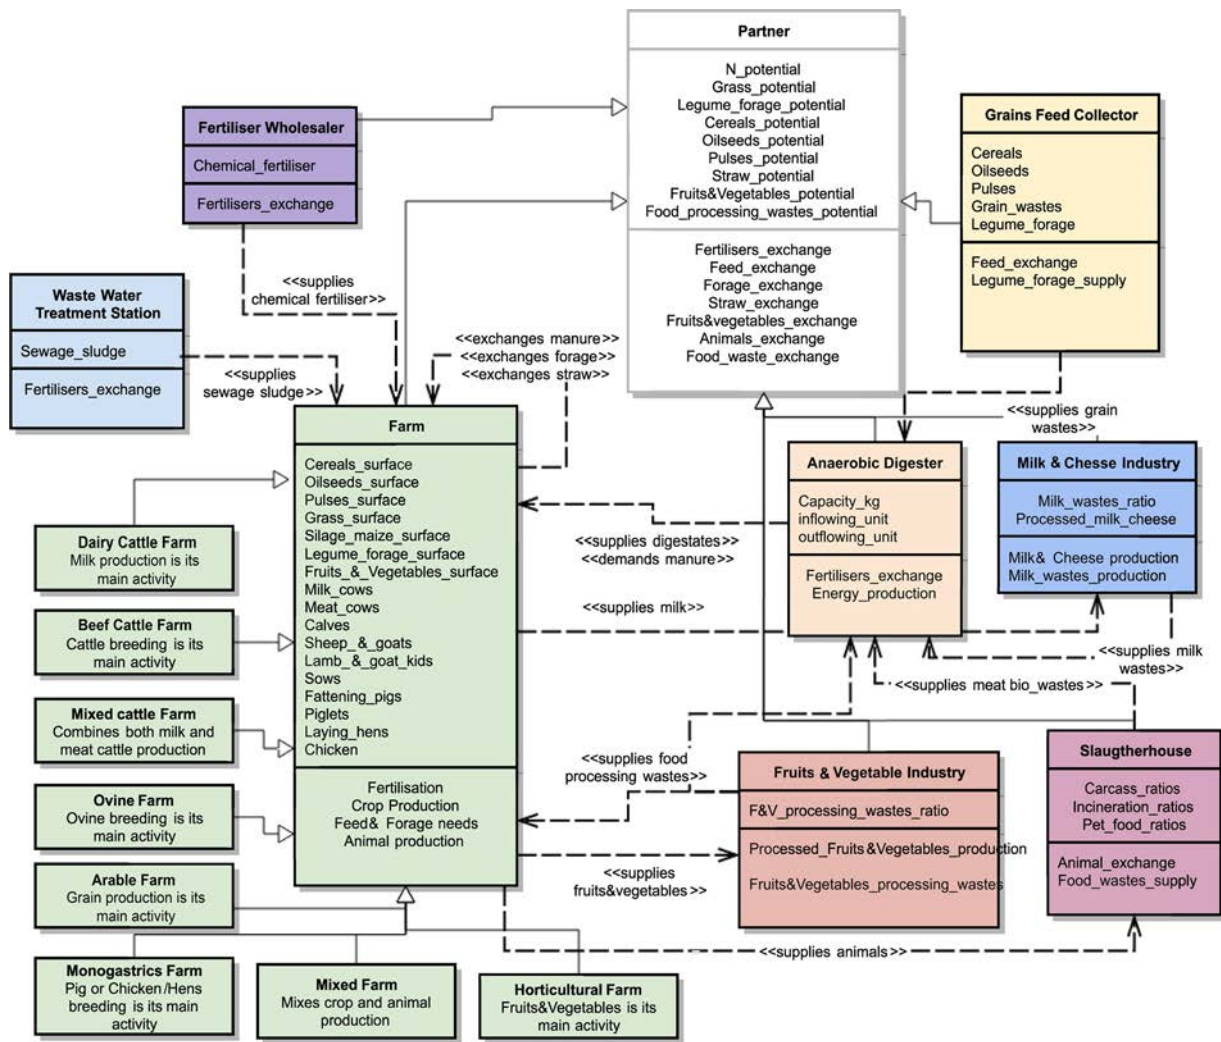 Partner
N_potential
Grass_potential
Legume_forage_potential
Cereals_potential
Oilseeds_potential
Pulses_potential
Straw_potential
Fruits&Vegetables_potential
Food_processing_wastes_potential
Fertilisers_exchange
Feed_exchange
Forage_exchange
Straw_exchange
Fruits&vegetables_exchange
Animals_exchange
Food_waste_exchange
Fertiliser Wholesaler
Chemical_fertiliser
Fertilisers_exchange
Grains Feed Collector
Cereals
Oilseeds
Pulses
Grain_wastes
Legume_forage
Feed_exchange
Legume_forage_supply
<<supplies
chemical fertiliser>>
Waste Water
Treatment Station
Sewage_sludge
Fertilisers_exchange
<<supplies
sewage sludge>>
<<exchanges manure>>
<<exchanges forage>>
<<exchanges straw>>
<<supplies grain
wastes>>
Farm
Cereals_surface
Oilseeds_surface
Pulses_surface
Grass_surface
Silage_maize_surface
Legume_forage_surface
Fruits_&_Vegetables_surface
Milk_cows
Meat_cows
Calves
Sheep_&_goats
Lamb_&_goat_kids
Sows
Fattening_pigs
Piglets
Laying_hens
Chicken
Fertilisation
Crop Production
Feed& Forage needs
Animal production
Anaerobic Digester
Capacity_kg
inflowing_unit
outflowing_unit
Fertilisers_exchange
Energy_production
Milk & Chesse Industry
Milk_wastes_ratio
Processed_milk_cheese
Milk& Cheese production
Milk_wastes_production
<<supplies digestates>>
<<demands manure>>
<<supplies milk>>
<<supplies milk
wastes>>
<<supplies meat bio_wastes>>
Dairy Cattle Farm
Milk production is its
main activity
Beef Cattle Farm
Cattle breeding is its
main activity
Mixed cattle Farm
Combines both milk and
meat cattle production
Ovine Farm
Ovine breeding is its
main activity
Arable Farm
Grain production is its
main activity
<<supplies food
processing wastes>>
Fruits & Vegetable Industry
F&V_processing_wastes_ratio
Processed_Fruits&Vegetables_production
Fruits&Vegetables_processing_wastes
Slaugtherhouse
Carcass_ratios
Incineration_ratios
Pet_food_ratios
Animal_exchange
Food_wastes_supply
<<supplies
fruits&vegetables>>
<<supplies animals>>
Monogastrics Farm
Pig or Chicken/Hens
breeding is its main
activity
Mixed Farm
Mixes crop and animal
production
Horticultural Farm
Fruits&Vegetables is its
main activity